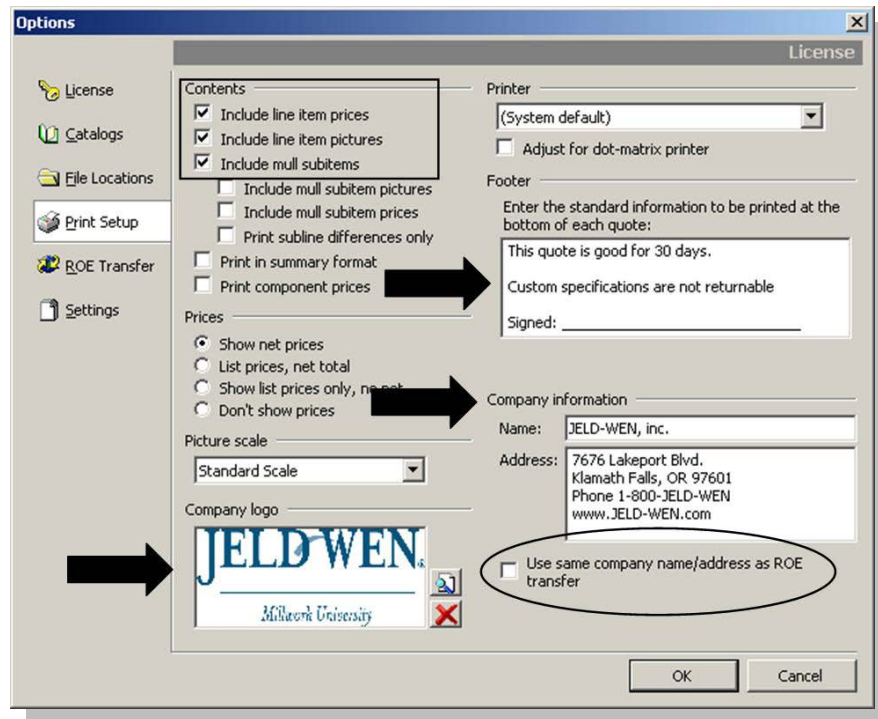 Options
License
License
Catalogs
File Locations
Print Setup
ROE Transfer
Settings
Contents
Include line item prices
Include line item pictures
Include mull subitems
Include mull subitem pictures
Include mull subitem prices
Print subline differences only
Print in summary format
Print component prices
Prices
Show net prices
List prices, net total
Show list prices only, no net
Don't show prices
Picture scale
Standard Scale
Company logo
JELD-WEN
Millwork University
Printer
(System default)
Adjust for dot-matrix printer
Footer
Enter the standard information to be printed at the
bottom of each quote:
This quote is good for 30 days.
Custom specifications are not returnable
Signed: ____________________
Company information
Name: JELD-WEN, inc.
Address: 7676 Lakeport Blvd.
Klamath Falls, OR 97601
Phone 1-800-JELD-WEN
www.JELD-WEN.com
Use same company name/address as ROE
transfer
OK
Cancel